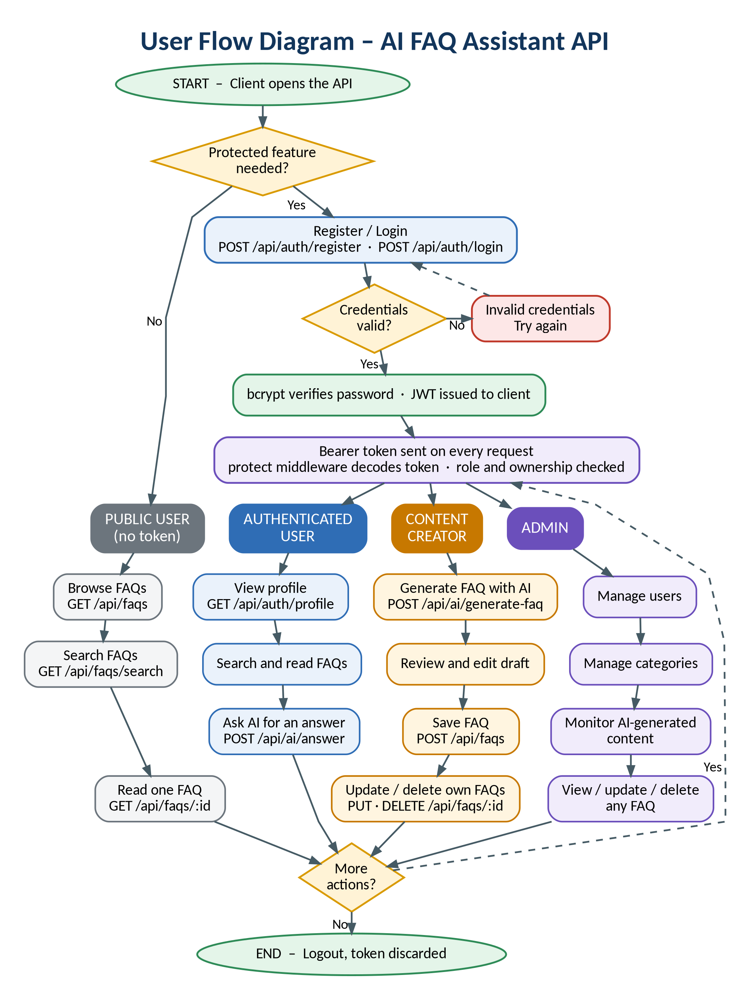 User Flow Diagram – AI FAQ Assistant API
START – Client opens the API
Protected feature
needed?
Yes
Register / Login
POST /api/auth/register · POST /api/auth/login
Credentials
valid?
No
Invalid credentials
Try again
No
Yes
bcrypt verifies password · JWT issued to client
Bearer token sent on every request
protect middleware decodes token · role and ownership checked
PUBLIC USER
(no token)
AUTHENTICATED
USER
CONTENT
CREATOR
ADMIN
Browse FAQs
GET /api/faqs
View profile
GET /api/auth/profile
Generate FAQ with AI
POST /api/ai/generate-faq
Manage users
Search FAQs
GET /api/faqs/search
Search and read FAQs
Review and edit draft
Manage categories
Ask AI for an answer
POST /api/ai/answer
Save FAQ
POST /api/faqs
Monitor AI-generated
content
Yes
Read one FAQ
GET /api/faqs/:id
Update / delete own FAQs
PUT · DELETE /api/faqs/:id
View / update / delete
any FAQ
More
actions?
No
END – Logout, token discarded